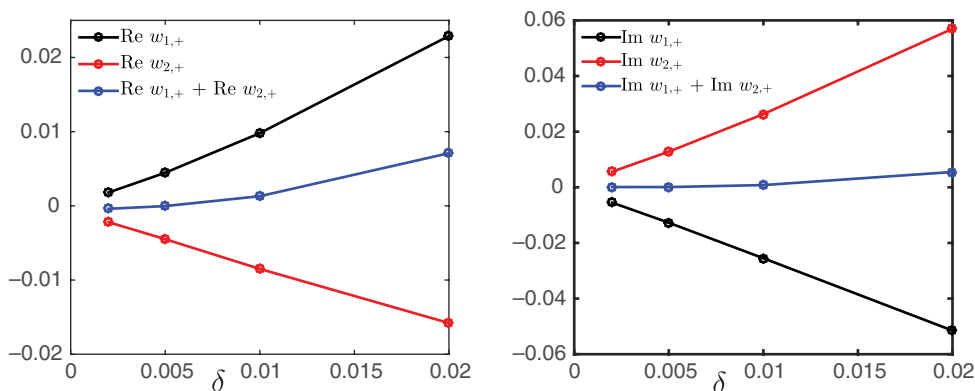 0.02
0.01
0
−0.01
−0.02
Re w1,+
Re w2,+
Re w1,+ + Re w2,+
0 0.005 0.01 0.015 0.02
δ
0.06
0.04
0.02
0
−0.02
−0.04
−0.06
Im w1,+
Im w2,+
Im w1,+ + Im w2,+
0 0.005 0.01 0.015 0.02
δ